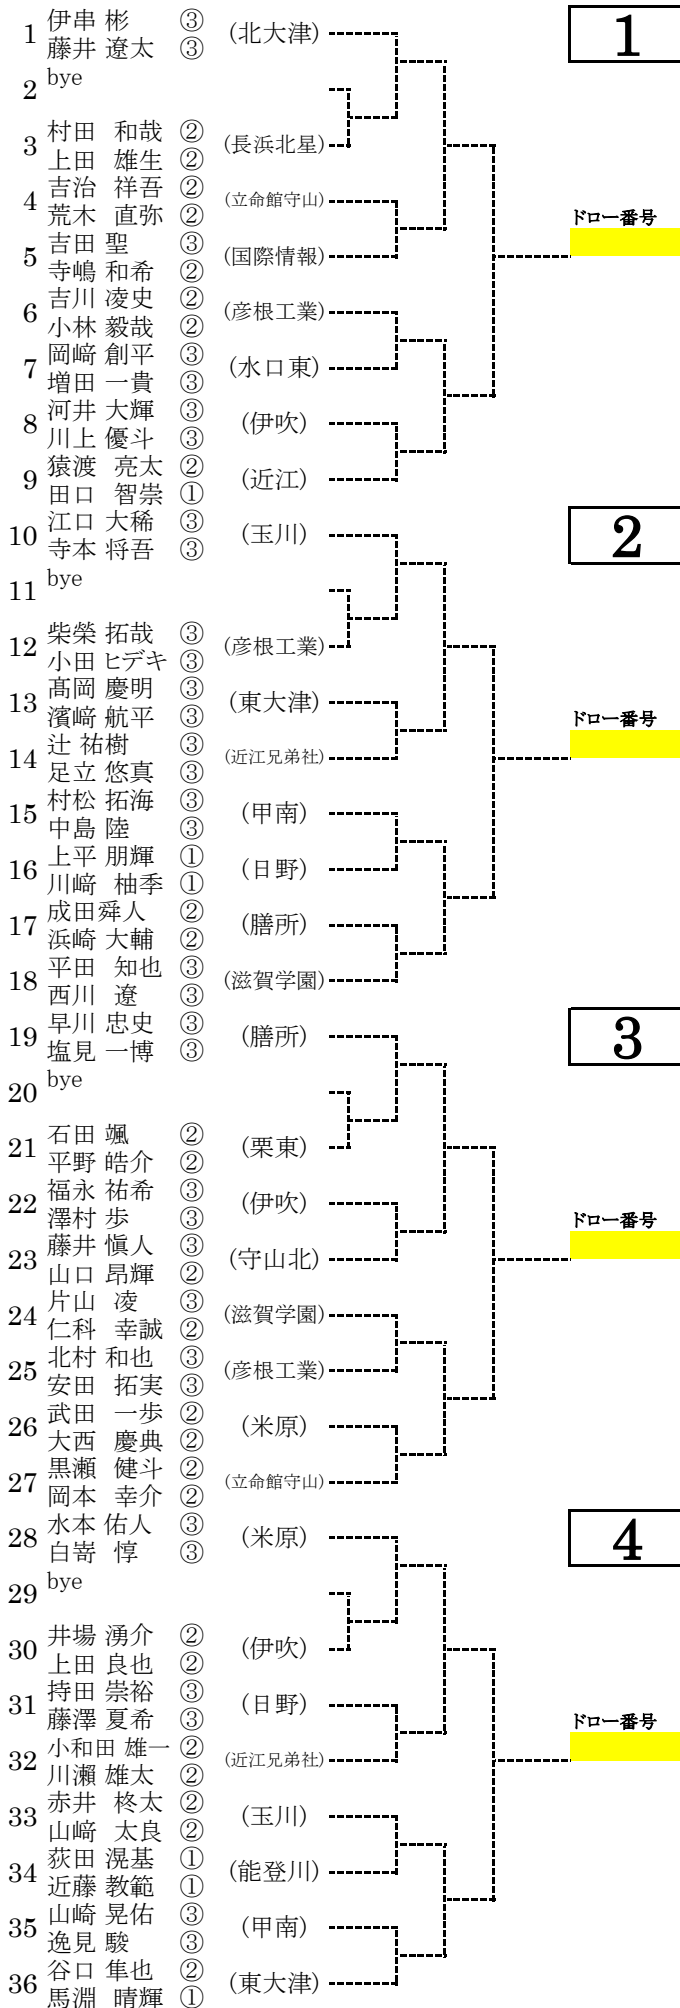 1
伊串 彬 ③
藤井 遼太 ③
(北大津)
1
2
bye
3
村田 和哉 ②
上田 雄生 ②
(長浜北星)
4
吉治 祥吾 ②
荒木 直弥 ②
(立命館守山)
ドロー番号
5
吉田 聖 ③
寺嶋 和希 ②
(国際情報)
6
吉川 凌史 ②
小林 毅哉 ②
(彦根工業)
7
岡﨑 創平 ③
増田 一貴 ③
(水口東)
8
河井 大輝 ③
川上 優斗 ③
(伊吹)
9
猿渡 亮太 ②
田口 智崇 ①
(近江)
10
江口 大稀 ③
寺本 将吾 ③
(玉川)
2
11
bye
12
柴榮 拓哉 ③
小田 ヒデキ ③
(彦根工業)
13
髙岡 慶明 ③
濱﨑 航平 ③
(東大津)
ドロー番号
14
辻 祐樹 ③
足立 悠真 ③
(近江兄弟社)
15
村松 拓海 ③
中島 陸 ③
(甲南)
16
上平 朋輝 ①
川﨑 柚季 ①
(日野)
17
成田舜人 ②
浜崎 大輔 ②
(膳所)
18
平田 知也 ③
西川 遼 ③
(滋賀学園)
19
早川 忠史 ③
塩見 一博 ③
(膳所)
3
20
bye
21
石田 颯 ②
平野 皓介 ②
(栗東)
22
福永 祐希 ③
澤村 歩 ③
(伊吹)
ドロー番号
23
藤井 愼人 ③
山口 昂輝 ②
(守山北)
24
片山 凌 ③
仁科 幸誠 ②
(滋賀学園)
25
北村 和也 ③
安田 拓実 ③
(彦根工業)
26
武田 一歩 ②
大西 慶典 ②
(米原)
27
黒瀬 健斗 ②
岡本 幸介 ②
(立命館守山)
28
水本 佑人 ③
白嵜 惇 ③
(米原)
4
29
bye
30
井場 湧介 ②
上田 良也 ②
(伊吹)
31
持田 崇裕 ③
藤澤 夏希 ③
(日野)
ドロー番号
32
小和田 雄一 ②
川瀬 雄太 ②
(近江兄弟社)
33
赤井 柊太 ②
山﨑 太良 ②
(玉川)
34
荻田 滉基 ①
近藤 教範 ①
(能登川)
35
山崎 晃佑 ③
逸見 駿 ③
(甲南)
36
谷口 隼也 ②
馬淵 晴輝 ①
(東大津)